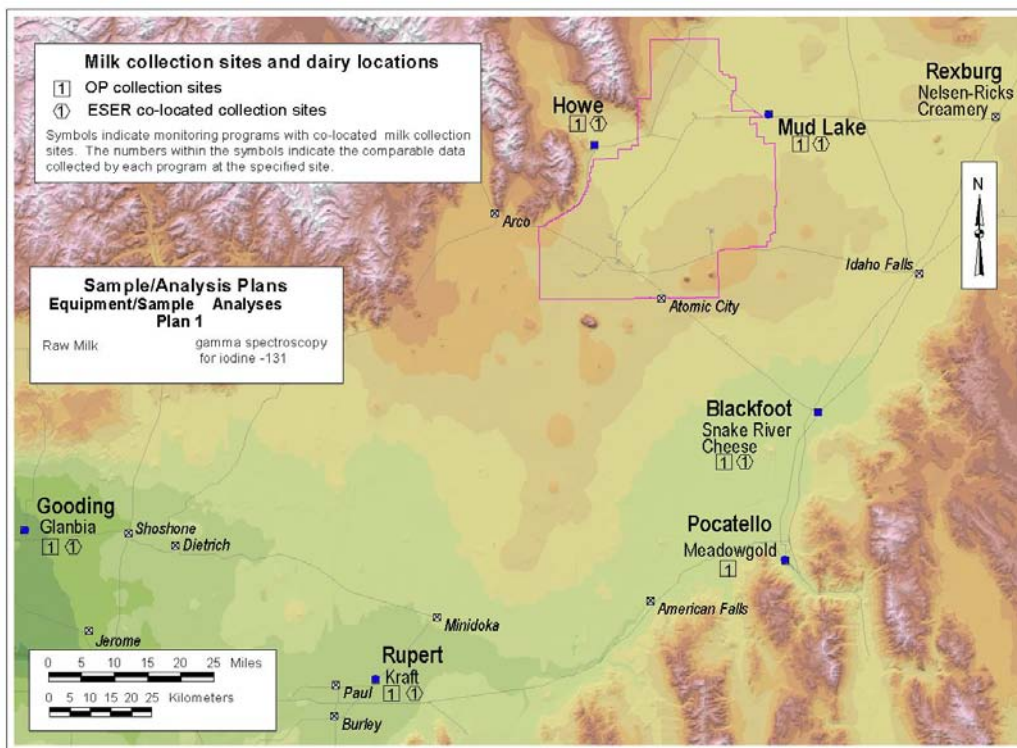 Milk collection sites and dairy locations
1 OP collection sites
1 ESER co-located collection sites
Symbols indicate monitoring programs with co-located milk collection
sites. The numbers within the symbols indicate the comparable data
collected by each program at the specified site.
Howe
1 1
Mud Lake
1 1
Rexburg
Nelsen-Ricks
Creamery
N
Arco
Idaho Falls
Atomic City
Sample/Analysis Plans
Equipment/Sample Analyses
Plan 1
Raw Milk gamma spectroscopy
for iodine -131
Blackfoot
Snake River
Cheese
1 1
Gooding
Glanbia
1 1
Shoshone
Dietrich
Pocatello
Meadowgold
1
American Falls
Minidoka
Jerome
Rupert
Kraft
1 1
Paul
Burley
0 5 10 15 20 25 Miles
0 5 10 15 20 25 Kilometers